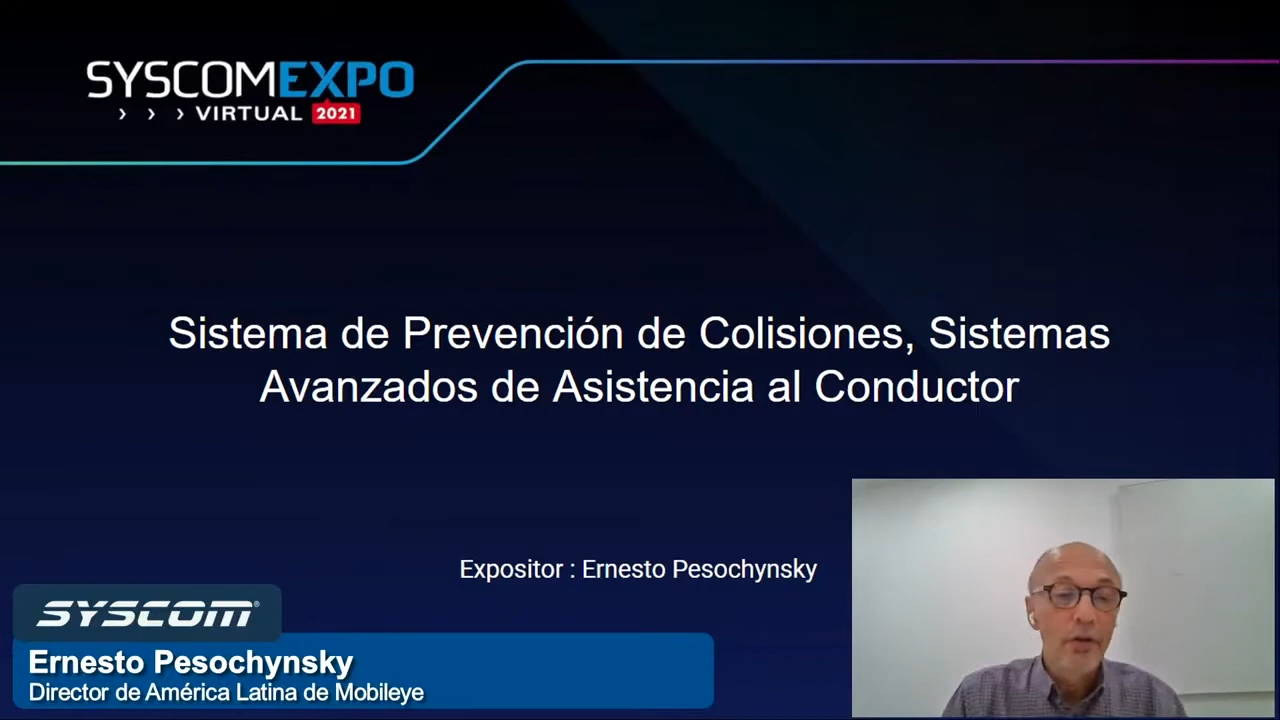 SYSCOMEXPO
VIRTUAL 2021
Sistema de Prevención de Colisiones, Sistemas
Avanzados de Asistencia al Conductor
Expositor : Ernesto Pesochynsky
SYSCOM®
Ernesto Pesochynsky
Director de América Latina de Mobileye